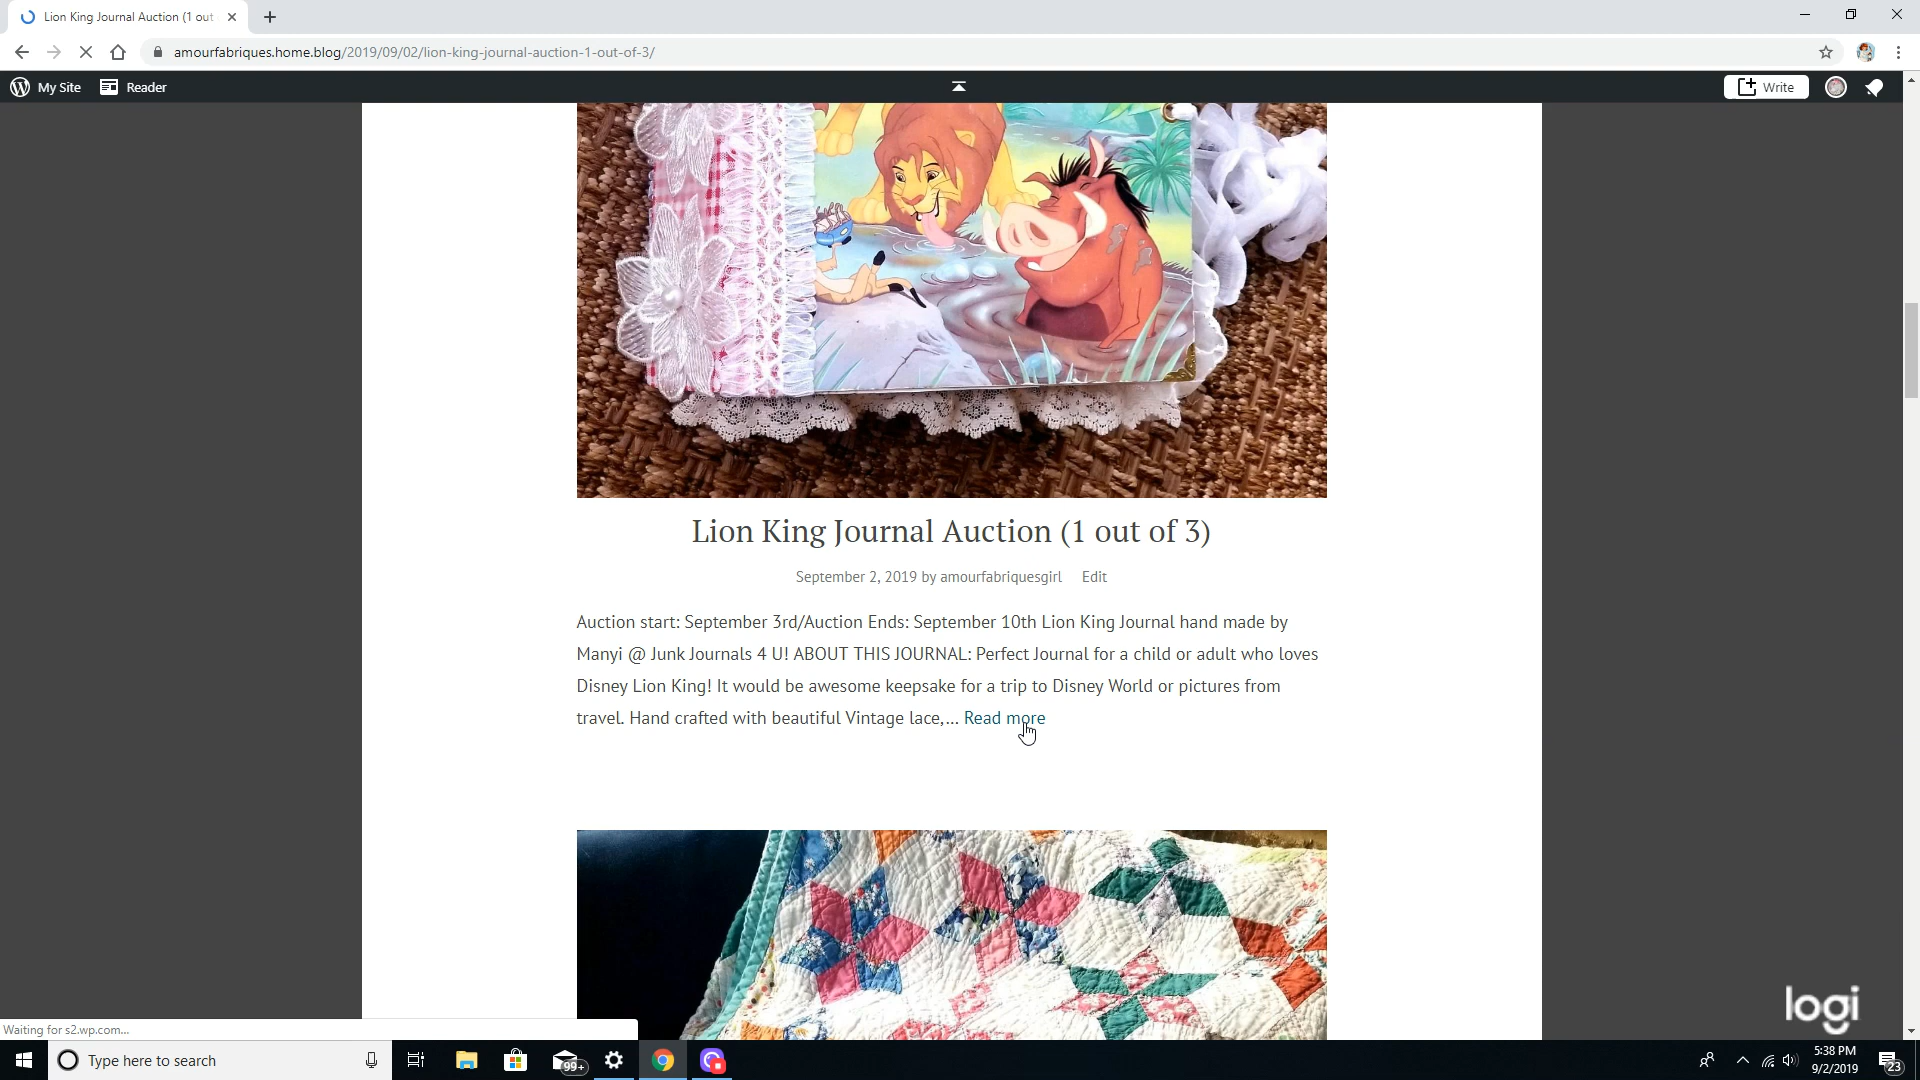 Lion King Journal Auction (1 out
amourfabriques.home.blog/2019/09/02/lion-king-journal-auction-1-out-of-3/
My Site
Reader
Write
Lion King Journal Auction (1 out of 3)
September 2, 2019 by amourfabriquesgirl Edit
Auction start: September 3rd/Auction Ends: September 10th Lion King Journal hand made by
Manyi @ Junk Journals 4 U! ABOUT THIS JOURNAL: Perfect Journal for a child or adult who loves
Disney Lion King! It would be awesome keepsake for a trip to Disney World or pictures from
travel. Hand crafted with beautiful Vintage lace,... Read more
logi
Waiting for s2.wp.com...
Type here to search
99+
5:38 PM
9/2/2019
23